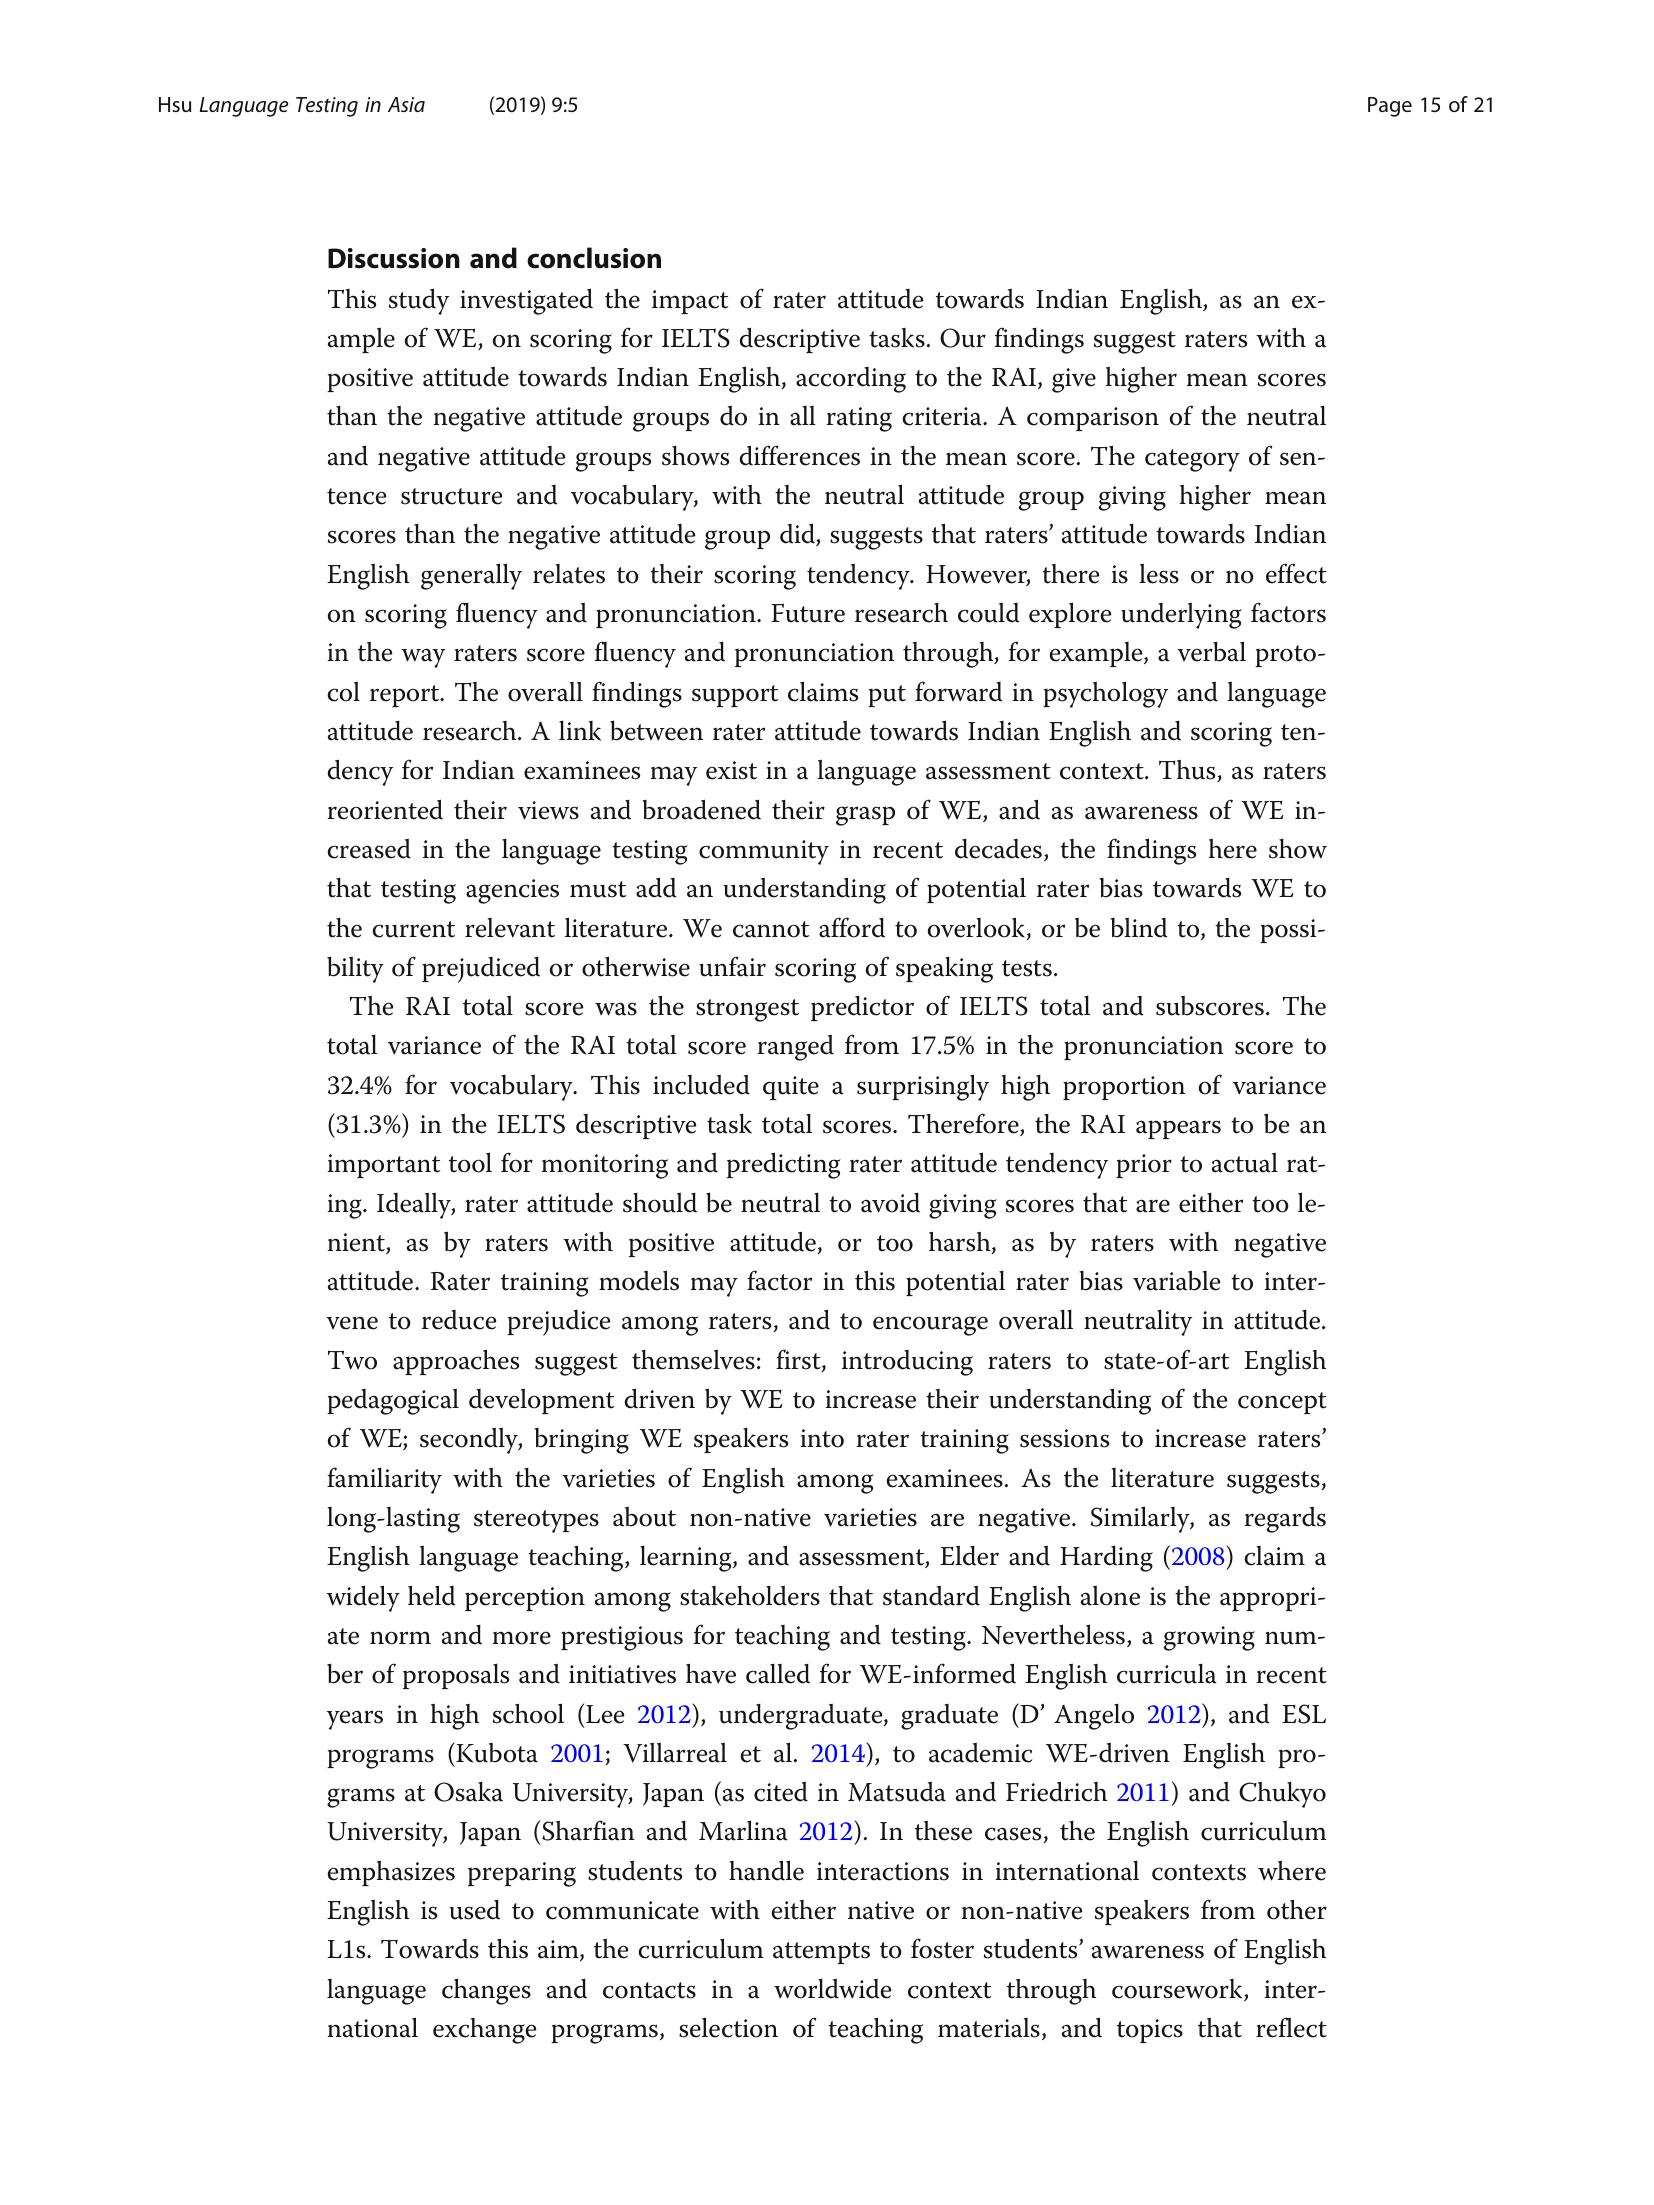 Hsu Language Testing in Asia (2019) 9:5 Page 15 of 21
Discussion and conclusion
This study investigated the impact of rater attitude towards Indian English, as an ex-
ample of WE, on scoring for IELTS descriptive tasks. Our findings suggest raters with a
positive attitude towards Indian English, according to the RAI, give higher mean scores
than the negative attitude groups do in all rating criteria. A comparison of the neutral
and negative attitude groups shows differences in the mean score. The category of sen-
tence structure and vocabulary, with the neutral attitude group giving higher mean
scores than the negative attitude group did, suggests that raters’ attitude towards Indian
English generally relates to their scoring tendency. However, there is less or no effect
on scoring fluency and pronunciation. Future research could explore underlying factors
in the way raters score fluency and pronunciation through, for example, a verbal proto-
col report. The overall findings support claims put forward in psychology and language
attitude research. A link between rater attitude towards Indian English and scoring ten-
dency for Indian examinees may exist in a language assessment context. Thus, as raters
reoriented their views and broadened their grasp of WE, and as awareness of WE in-
creased in the language testing community in recent decades, the findings here show
that testing agencies must add an understanding of potential rater bias towards WE to
the current relevant literature. We cannot afford to overlook, or be blind to, the possi-
bility of prejudiced or otherwise unfair scoring of speaking tests.
The RAI total score was the strongest predictor of IELTS total and subscores. The
total variance of the RAI total score ranged from 17.5% in the pronunciation score to
32.4% for vocabulary. This included quite a surprisingly high proportion of variance
(31.3%) in the IELTS descriptive task total scores. Therefore, the RAI appears to be an
important tool for monitoring and predicting rater attitude tendency prior to actual rat-
ing. Ideally, rater attitude should be neutral to avoid giving scores that are either too le-
nient, as by raters with positive attitude, or too harsh, as by raters with negative
attitude. Rater training models may factor in this potential rater bias variable to inter-
vene to reduce prejudice among raters, and to encourage overall neutrality in attitude.
Two approaches suggest themselves: first, introducing raters to state-of-art English
pedagogical development driven by WE to increase their understanding of the concept
of WE; secondly, bringing WE speakers into rater training sessions to increase raters’
familiarity with the varieties of English among examinees. As the literature suggests,
long-lasting stereotypes about non-native varieties are negative. Similarly, as regards
English language teaching, learning, and assessment, Elder and Harding (2008) claim a
widely held perception among stakeholders that standard English alone is the appropri-
ate norm and more prestigious for teaching and testing. Nevertheless, a growing num-
ber of proposals and initiatives have called for WE-informed English curricula in recent
years in high school (Lee 2012), undergraduate, graduate (D’ Angelo 2012), and ESL
programs (Kubota 2001; Villarreal et al. 2014), to academic WE-driven English pro-
grams at Osaka University, Japan (as cited in Matsuda and Friedrich 2011) and Chukyo
University, Japan (Sharfian and Marlina 2012). In these cases, the English curriculum
emphasizes preparing students to handle interactions in international contexts where
English is used to communicate with either native or non-native speakers from other
L1s. Towards this aim, the curriculum attempts to foster students’ awareness of English
language changes and contacts in a worldwide context through coursework, inter-
national exchange programs, selection of teaching materials, and topics that reflect